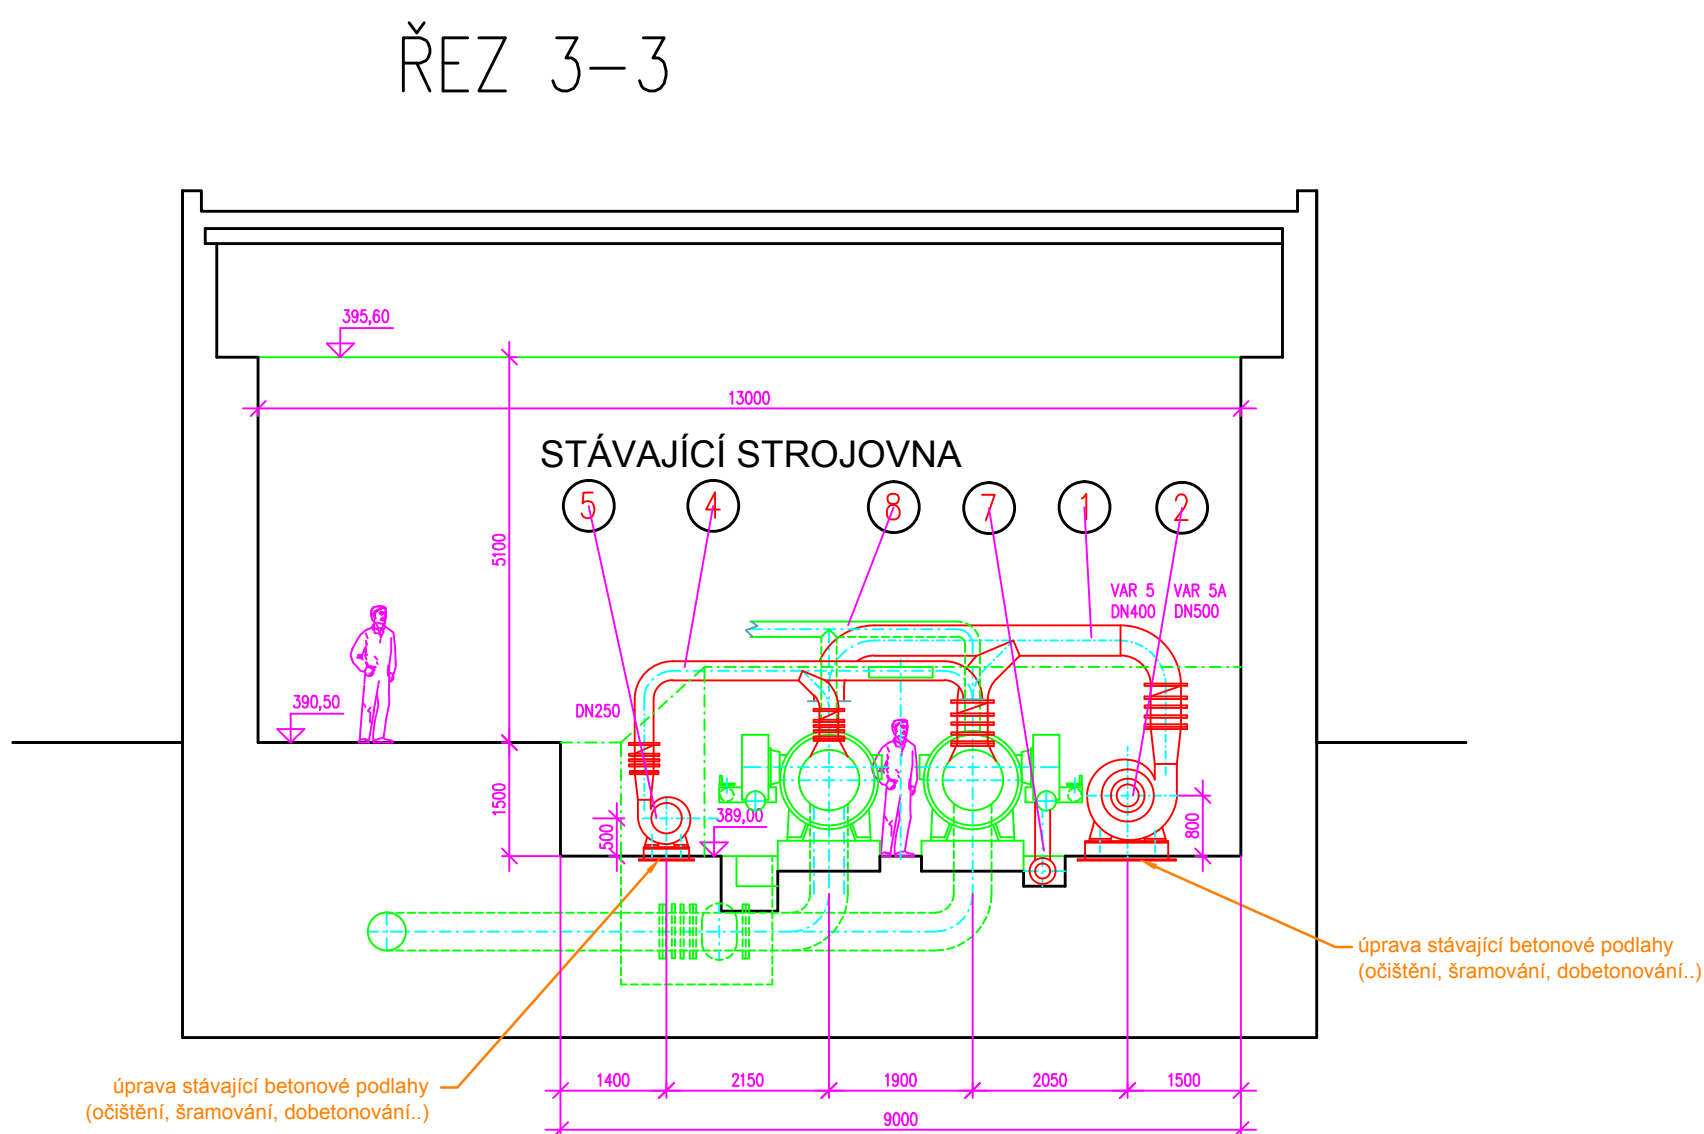 ŘEZ 3-3
395,60
13000
STÁVAJÍCÍ STROJOVNA
5 4 8 7 1 2
5100
VAR 5 VAR 5A
DN400 DN500
390,50
DN250
1500
500
389,00
800
úprava stávající betonové podlahy
(očištění, šramování, dobetonování..)
úprava stávající betonové podlahy
(očištění, šramování, dobetonování..)
1400 2150 1900 2050 1500
9000